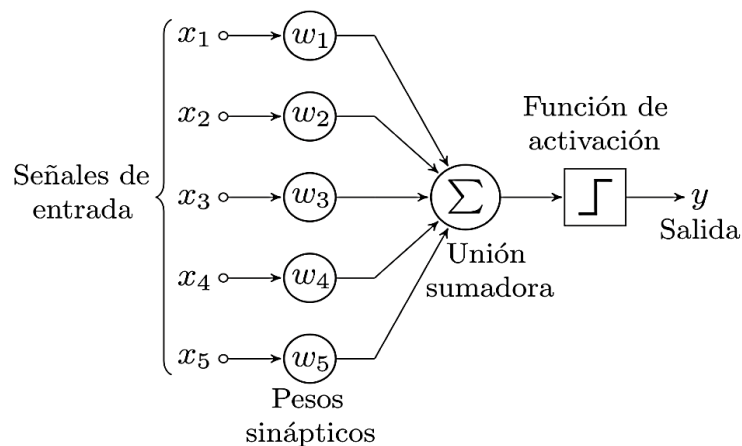 x₁ w₁
x₂ w₂
Función de
activación
Señales de
entrada
x₃ w₃ Σ y
Salida
Unión
sumadora
x₄ w₄
x₅ w₅
Pesos
sinápticos